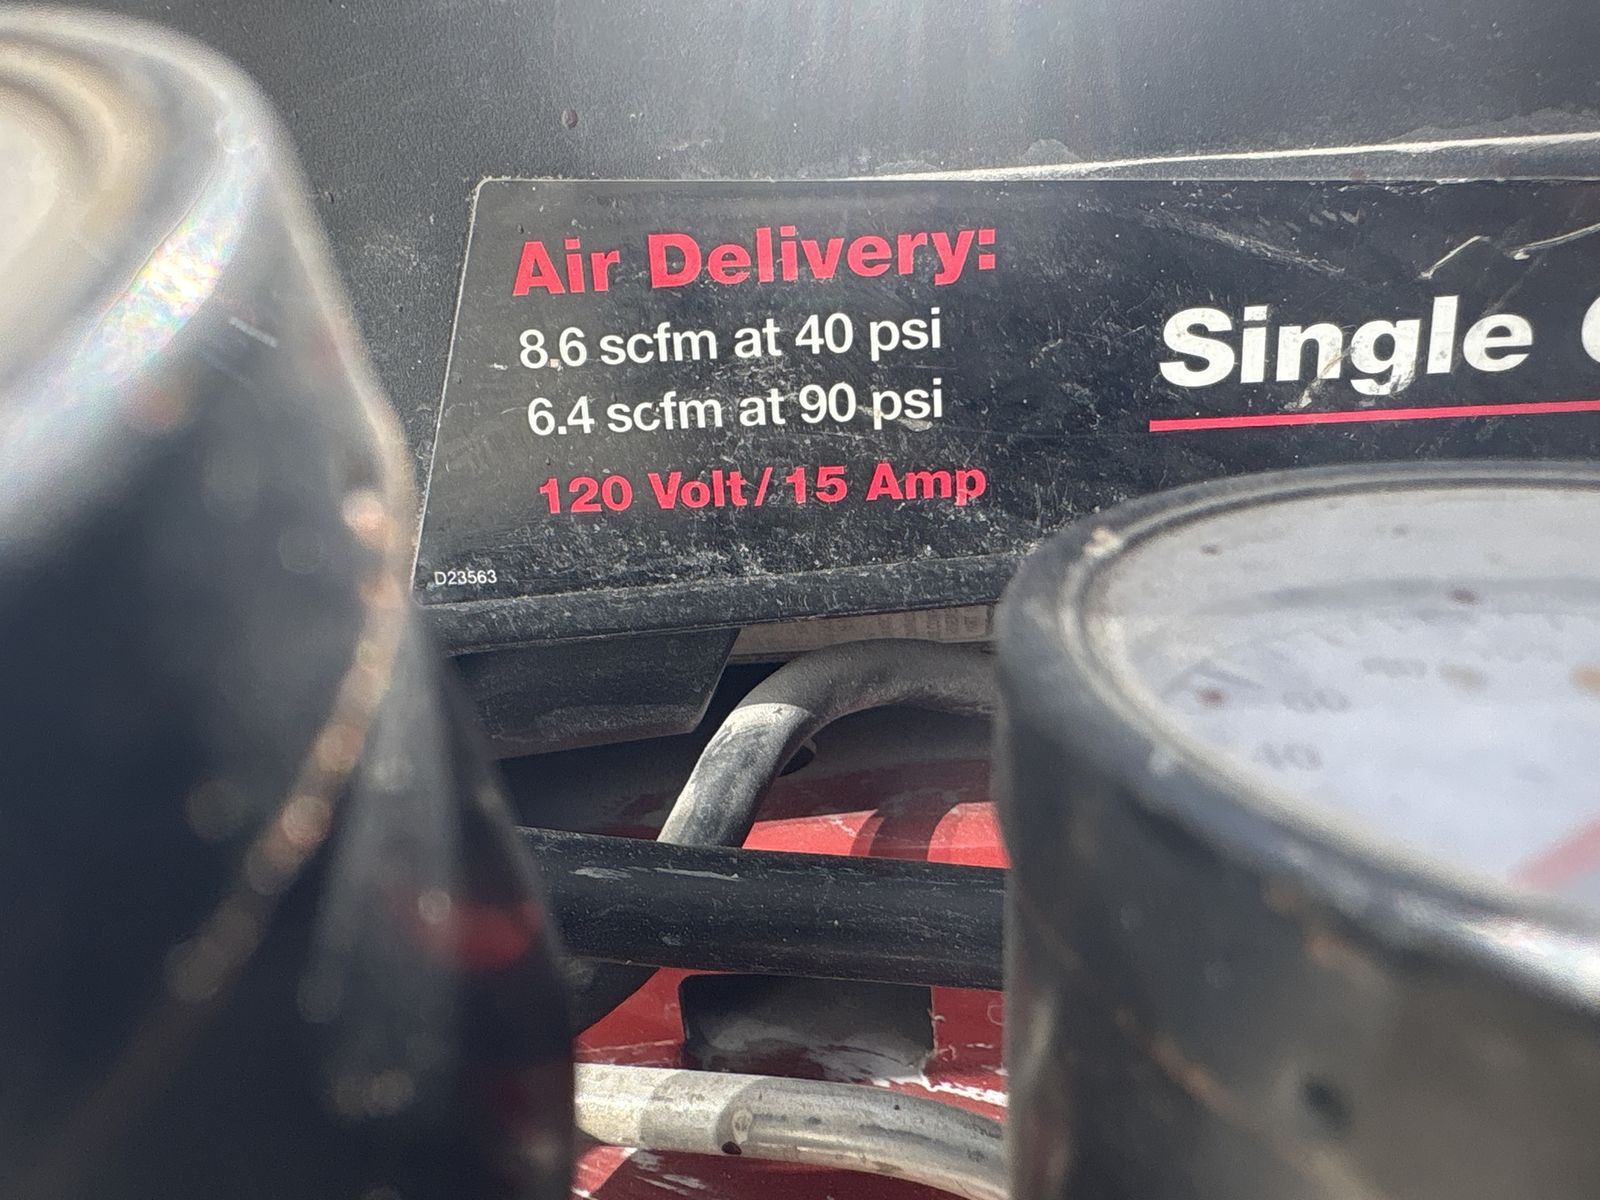 Air Delivery:
8.6 scfm at 40 psi
6.4 scfm at 90 psi
120 Volt/15 Amp
D23563
Single